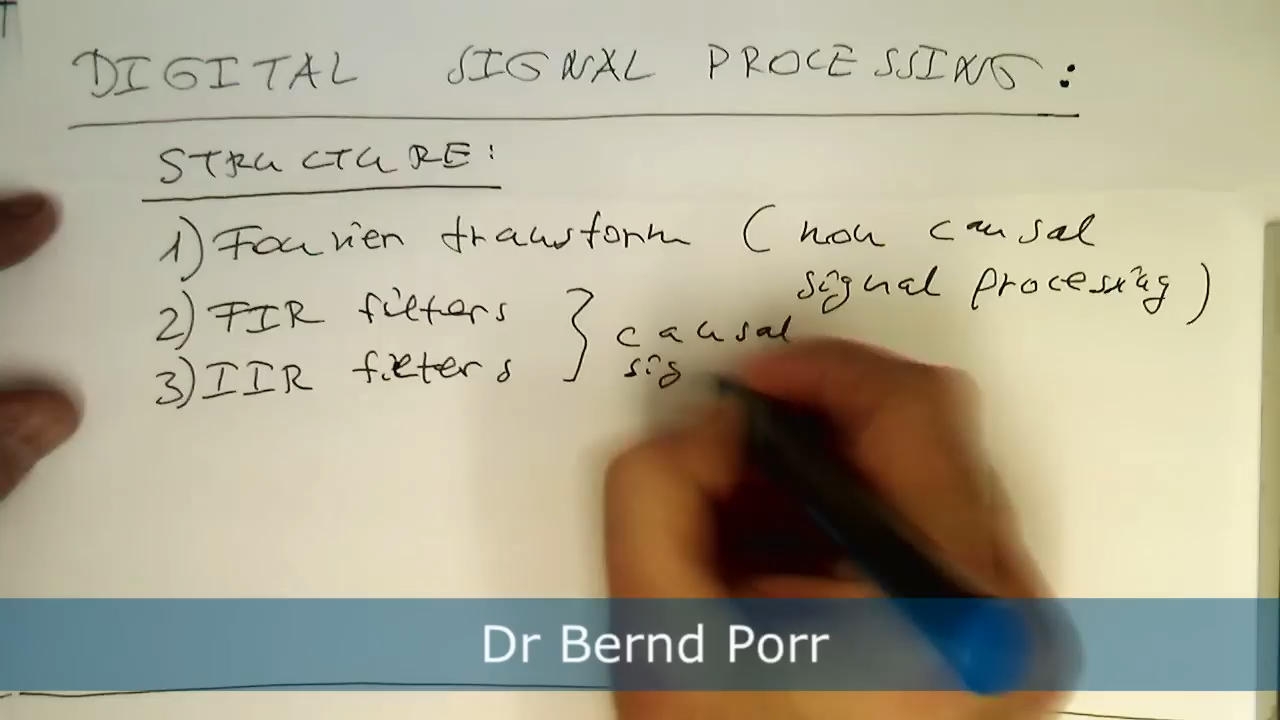 DIGITAL SIGNAL PROCESSING:
STRUCTURE:
1) Fourier transform (non causal
signal processing)
2) FIR filters } causal
3) IIR filters sig
Dr Bernd Porr